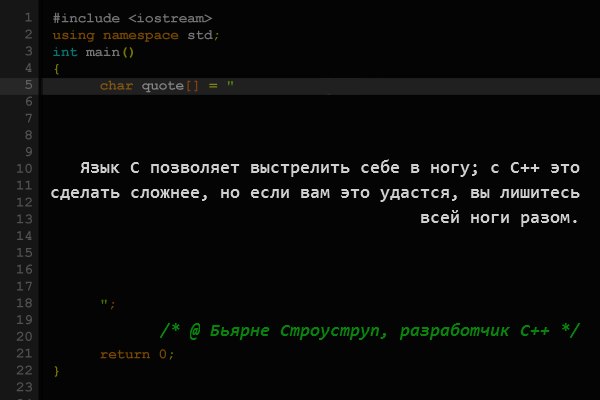 1 #include <iostream>
2 using namespace std;
3 int main()
4 {
5 char quote[] = "
6
7
8
9
10 Язык C позволяет выстрелить себе в ногу; с C++ это
11 сделать сложнее, но если вам это удастся, вы лишитесь
12
13 всей ноги разом.
14
15
16
17
18 ";
19
20 /* @ Бьярне Строуструп, разработчик C++ */
21 return 0;
22 }
23